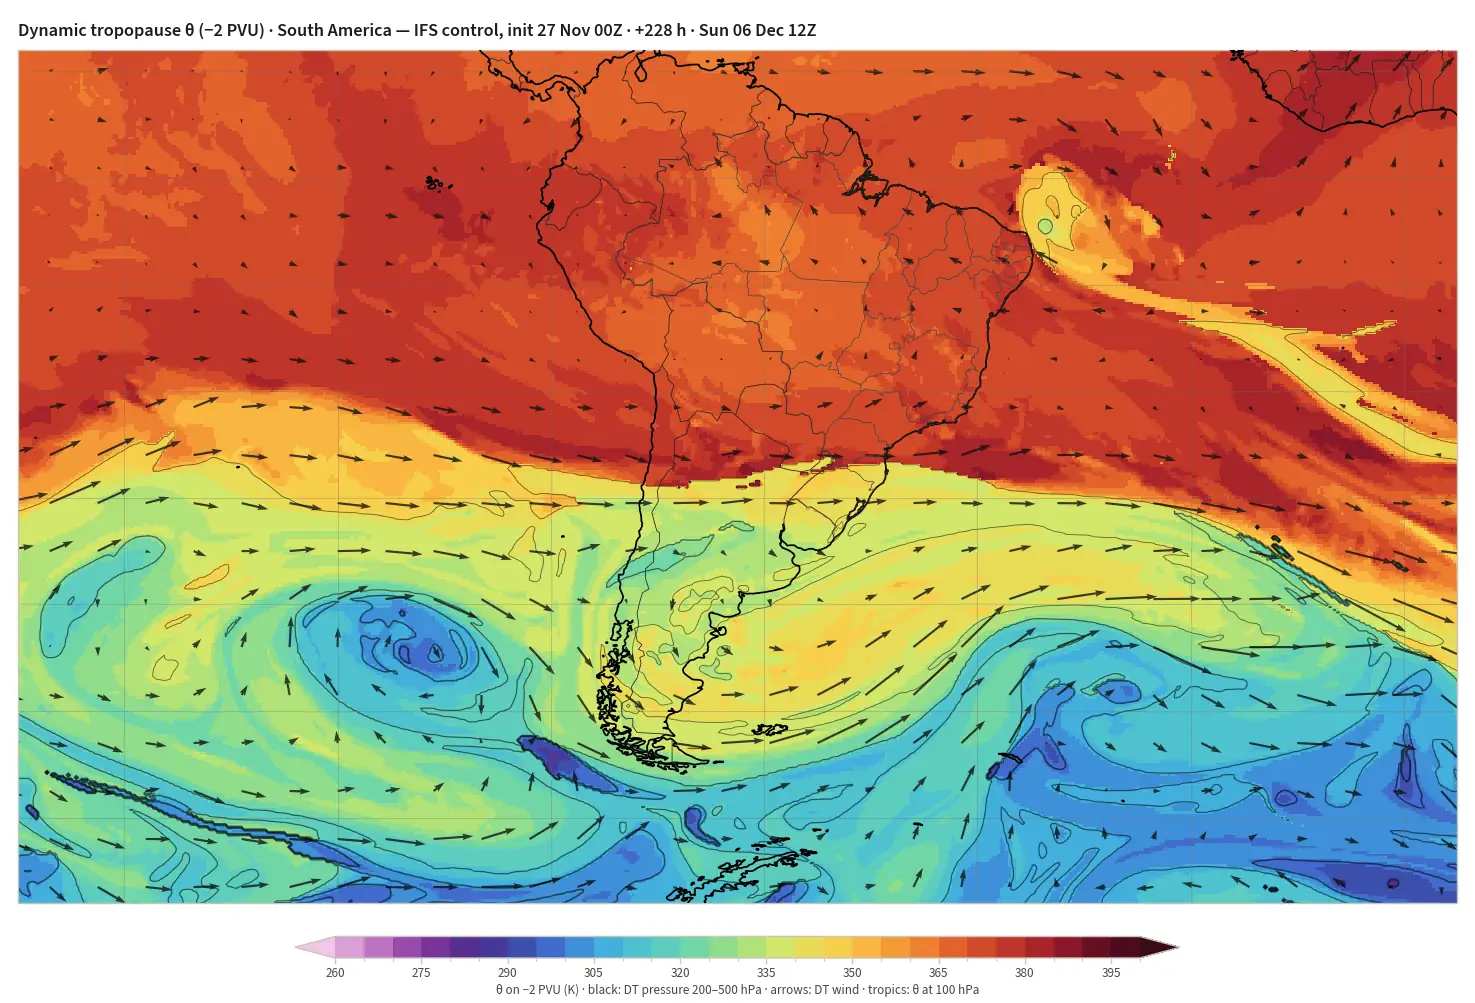 Dynamic tropopause θ (−2 PVU) · South America — IFS control, init 27 Nov 00Z · +228 h · Sun 06 Dec 12Z
260 275 290 305 320 335 350 365 380 395
θ on −2 PVU (K) · black: DT pressure 200–500 hPa · arrows: DT wind · tropics: θ at 100 hPa